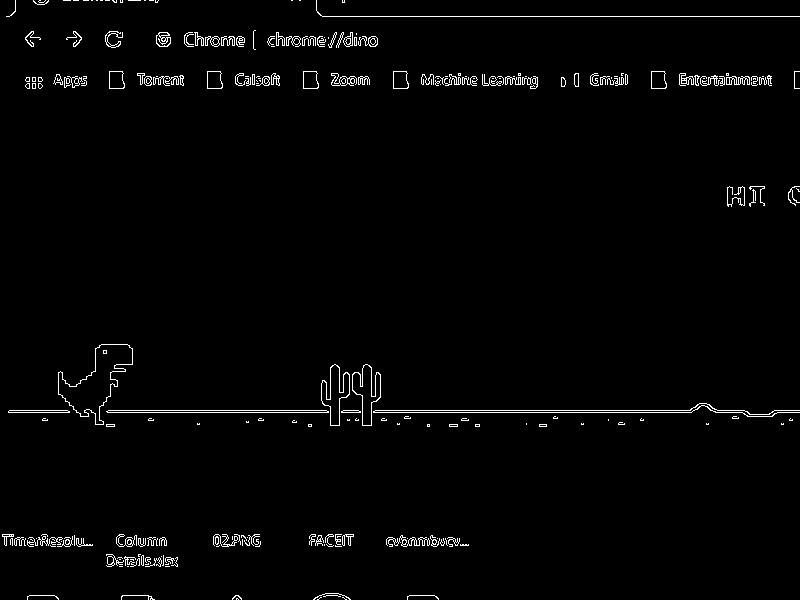 Chrome | chrome://dino
Apps Torrent Calsoft Zoom Machine Learning Gmail Entertainment
HI
TimerResolu... Column 02.PNG FACEIT cvbnmbvcv...
Details.xlsx